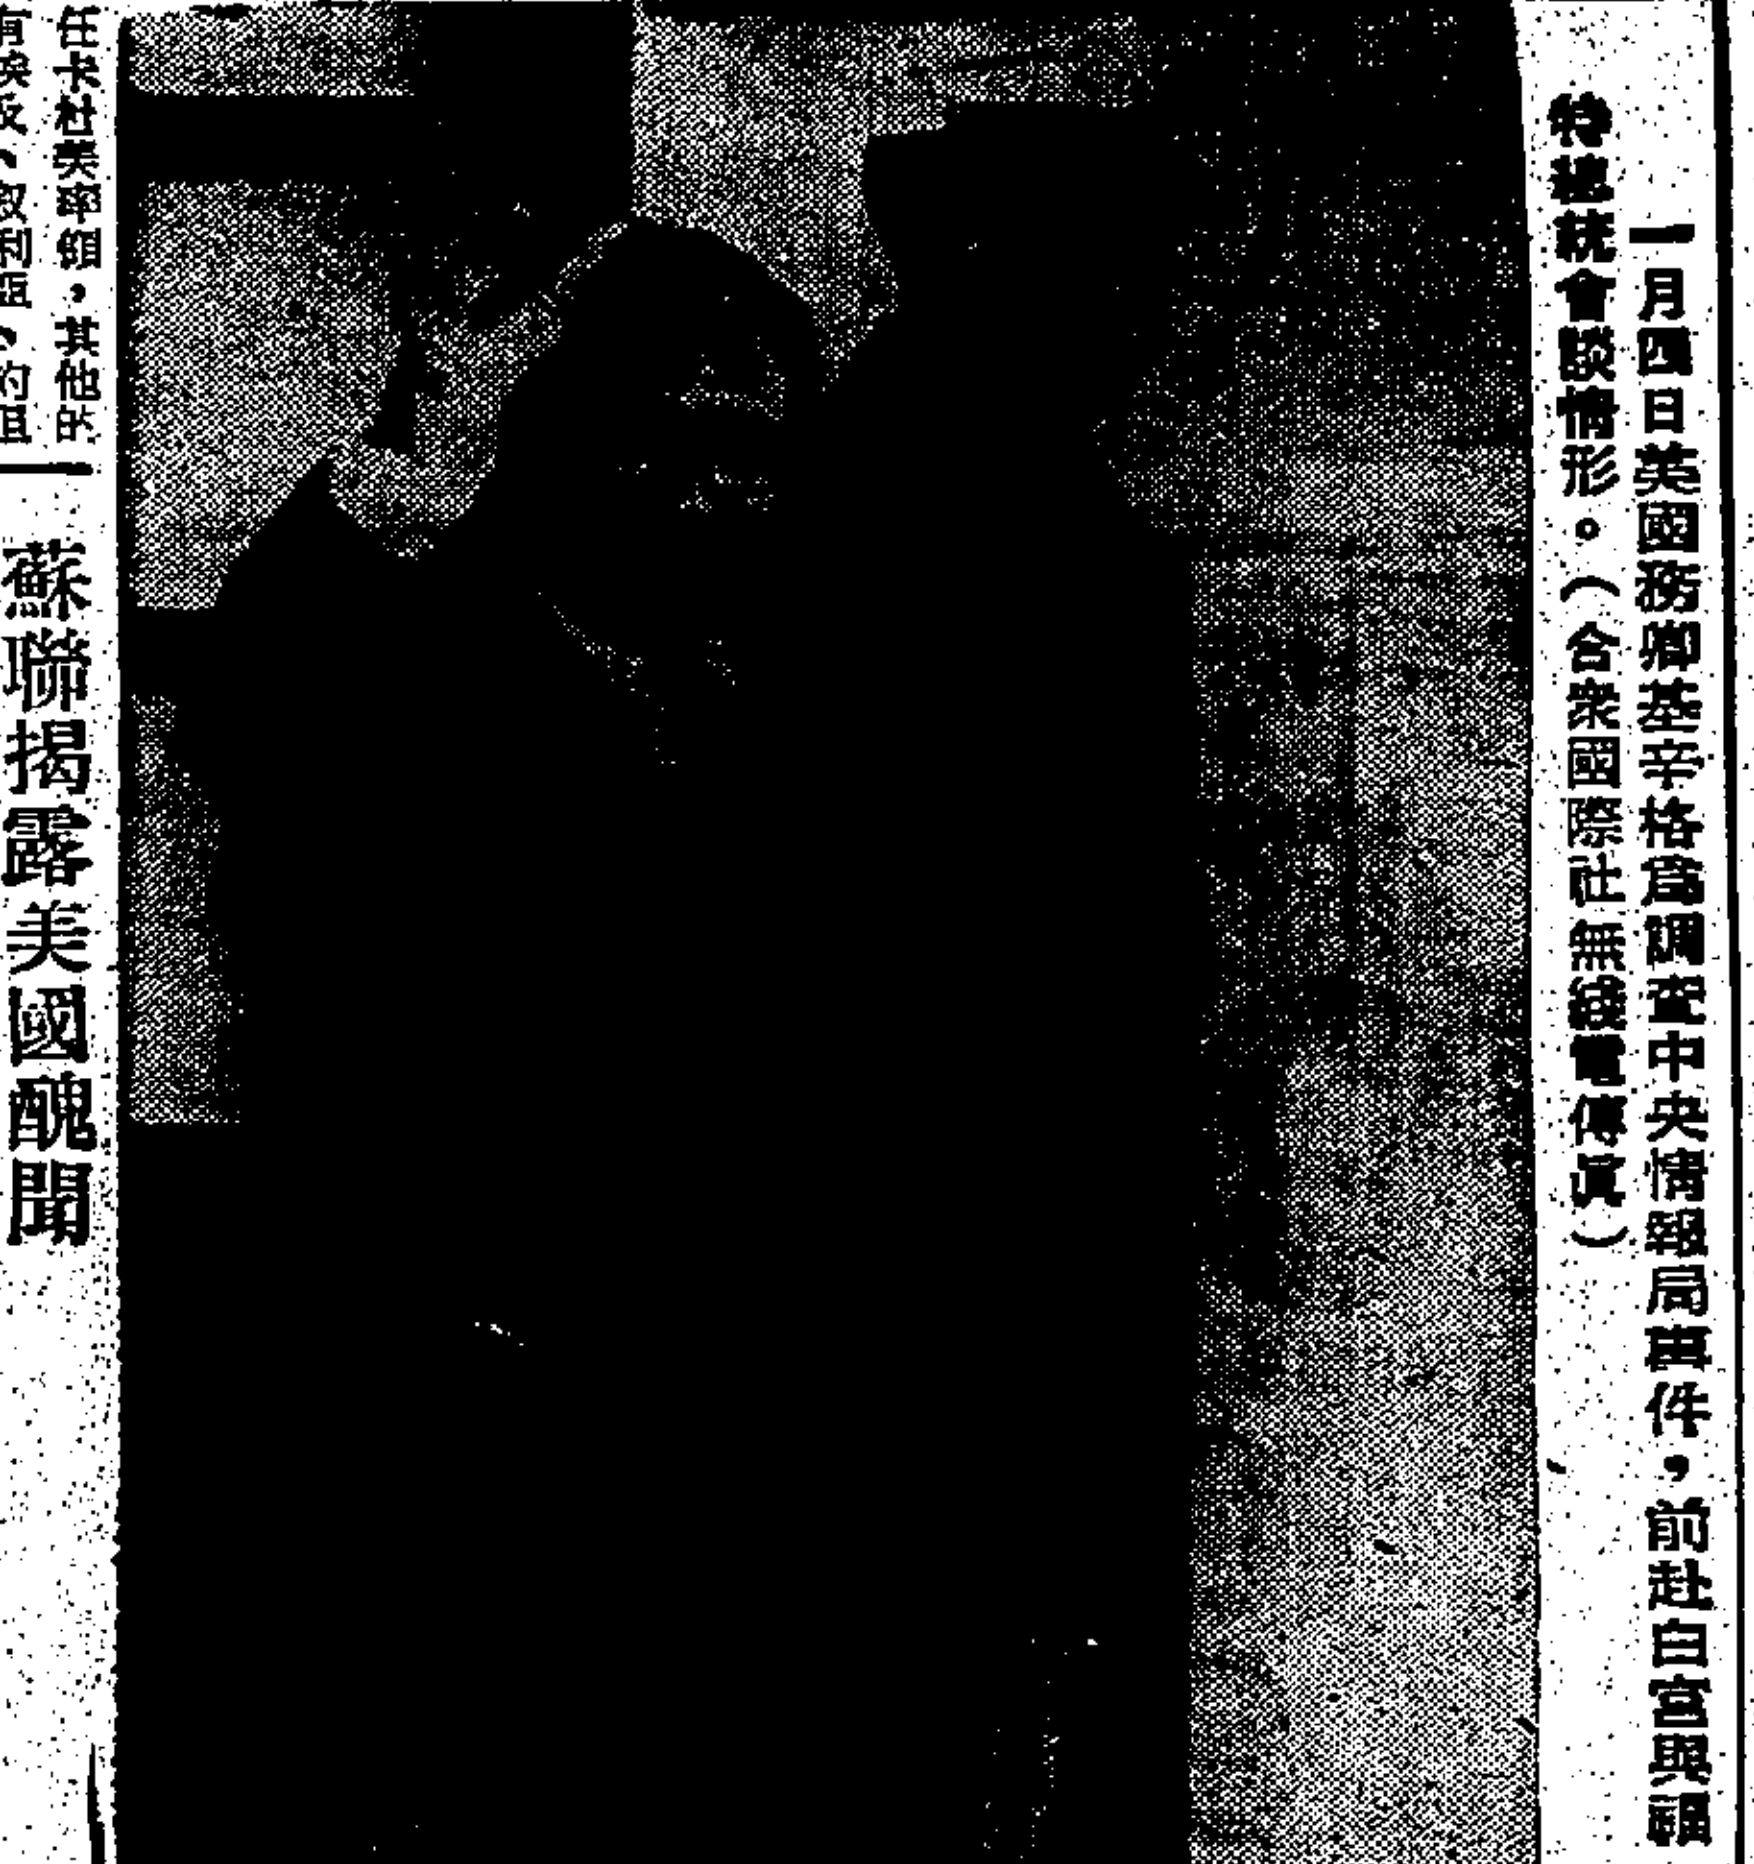 一月四日美國務卿基辛格爲調查中央情報局事件，前赴白宮與福
特總統會談情形。（合衆國際社無綫電傳眞）
任卡杜美率領，其他的
蘇聯揭露美國醜聞